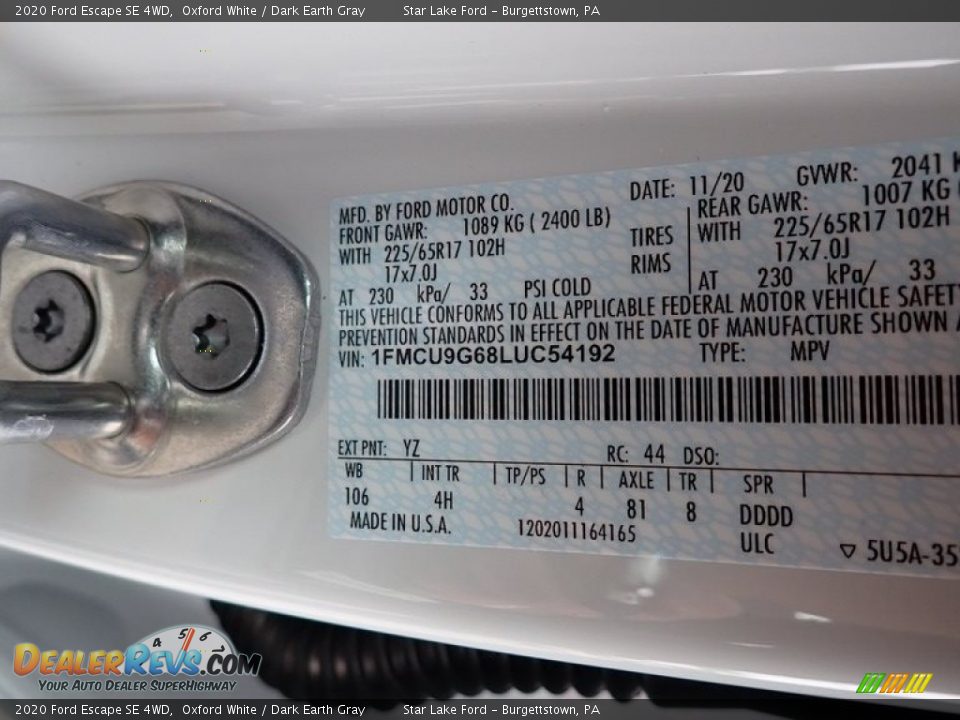 2020 Ford Escape SE 4WD, Oxford White / Dark Earth Gray Star Lake Ford - Burgettstown, PA
MFD. BY FORD MOTOR CO. DATE: 11/20 GVWR: 2041 K
FRONT GAWR: 1089 KG ( 2400 LB) REAR GAWR: 1007 KG
WITH 225/65R17 102H TIRES WITH 225/65R17 102H
17x7.0J RIMS 17x7.0J
AT 230 kPa/ 33 PSI COLD AT 230 kPa/ 33
THIS VEHICLE CONFORMS TO ALL APPLICABLE FEDERAL MOTOR VEHICLE SAFETY
PREVENTION STANDARDS IN EFFECT ON THE DATE OF MANUFACTURE SHOWN
VIN: 1FMCU9G68LUC54192 TYPE: MPV
EXT PNT: YZ RC: 44 DSO:
WB INT TR TP/PS R AXLE TR SPR
106 4H 4 81 8 DDDD
MADE IN U.S.A. 1202011164165 ULC ▽ 5U5A-35
4 5 6
DEALERREVS.COM
YOUR AUTO DEALER SUPERHIGHWAY
2020 Ford Escape SE 4WD, Oxford White / Dark Earth Gray Star Lake Ford - Burgettstown, PA